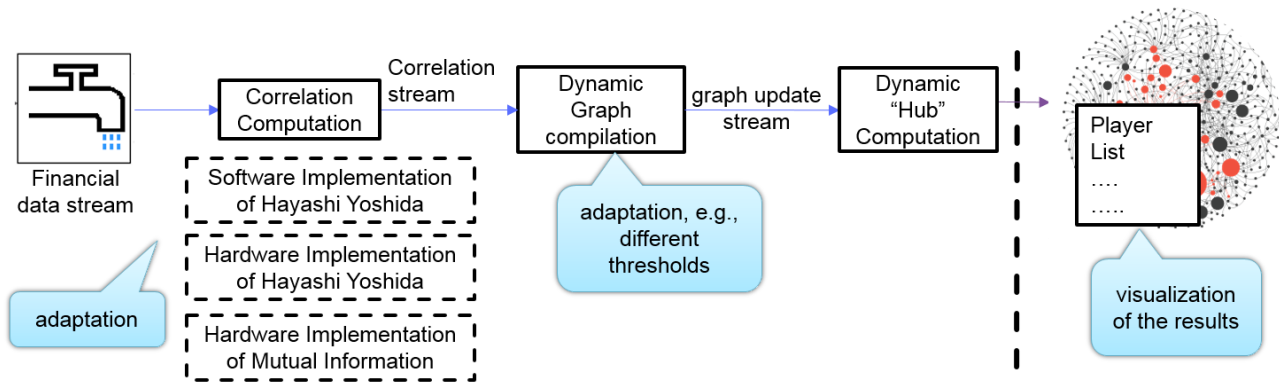 Financial
data stream
Correlation
Computation
Correlation
stream
Dynamic
Graph
compilation
graph update
stream
Dynamic
“Hub”
Computation
Player
List
....
.....
Software Implementation
of Hayashi Yoshida
Hardware Implementation
of Hayashi Yoshida
Hardware Implementation
of Mutual Information
adaptation
adaptation, e.g.,
different
thresholds
visualization
of the results